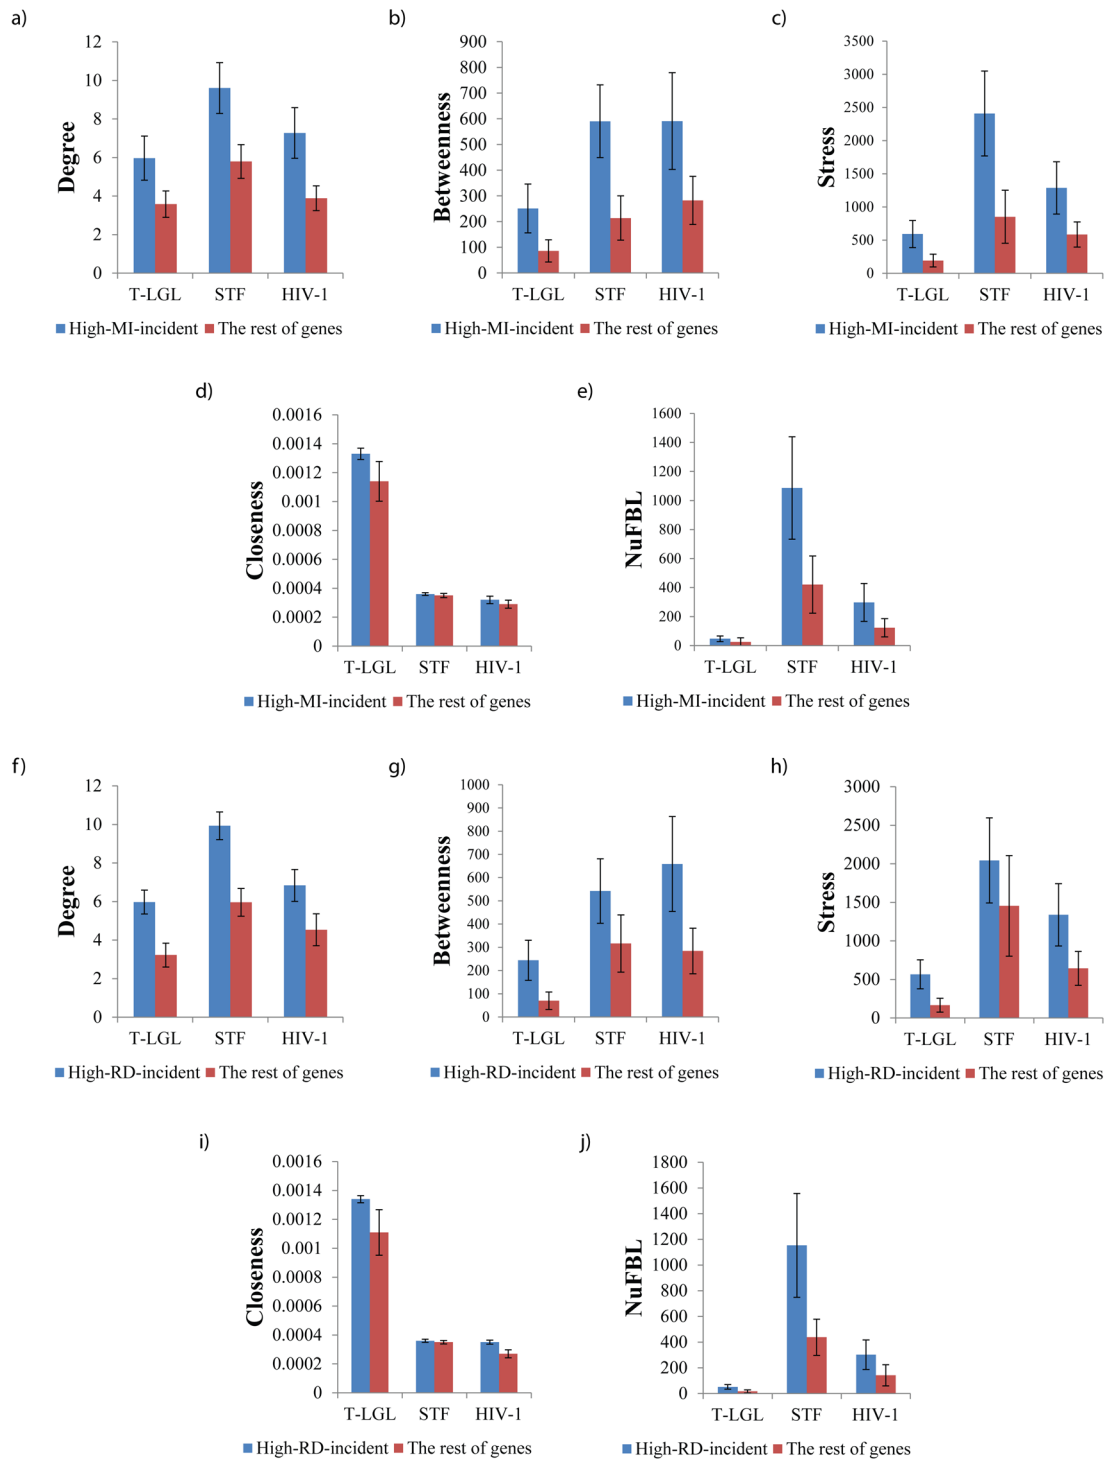 a)
12
10
8
6
4
2
0
Degree
T-LGL STF HIV-1
High-MI-incident The rest of genes
b)
900
800
700
600
500
400
300
200
100
0
Betweenness
T-LGL STF HIV-1
High-MI-incident The rest of genes
c)
3500
3000
2500
2000
1500
1000
500
0
Stress
T-LGL STF HIV-1
High-MI-incident The rest of genes
d)
0.0016
0.0014
0.0012
0.001
0.0008
0.0006
0.0004
0.0002
0
Closeness
T-LGL STF HIV-1
High-MI-incident The rest of genes
e)
1600
1400
1200
1000
800
600
400
200
0
NuFBL
T-LGL STF HIV-1
High-MI-incident The rest of genes
f)
12
10
8
6
4
2
0
Degree
T-LGL STF HIV-1
High-RD-incident The rest of genes
g)
1000
900
800
700
600
500
400
300
200
100
0
Betweenness
T-LGL STF HIV-1
High-RD-incident The rest of genes
h)
3000
2500
2000
1500
1000
500
0
Stress
T-LGL STF HIV-1
High-RD-incident The rest of genes
i)
0.0016
0.0014
0.0012
0.001
0.0008
0.0006
0.0004
0.0002
0
Closeness
T-LGL STF HIV-1
High-RD-incident The rest of genes
j)
1800
1600
1400
1200
1000
800
600
400
200
0
NuFBL
T-LGL STF HIV-1
High-RD-incident The rest of genes